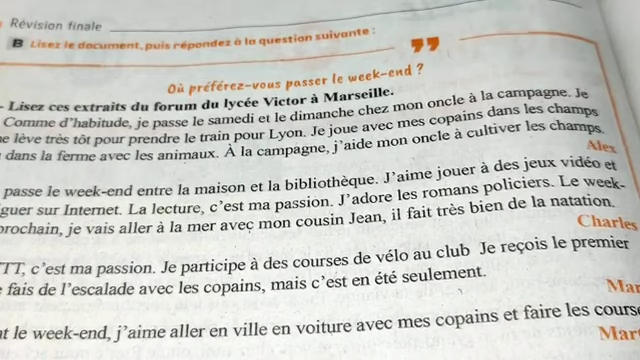 Révision finale
B Lisez le document, puis répondez à la question suivante :
Où préférez-vous passer le week-end ?
- Lisez ces extraits du forum du lycée Victor à Marseille.
Comme d'habitude, je passe le samedi et le dimanche chez mon oncle à la campagne. Je
lève très tôt pour prendre le train pour Lyon. Je joue avec mes copains dans les champs
dans la ferme avec les animaux. À la campagne, j'aide mon oncle à cultiver les champs.
Alex
passe le week-end entre la maison et la bibliothèque. J'aime jouer à des jeux vidéo et
guer sur Internet. La lecture, c'est ma passion. J'adore les romans policiers. Le week-
prochain, je vais aller à la mer avec mon cousin Jean, il fait très bien de la natation.
Charles
TT, c'est ma passion. Je participe à des courses de vélo au club Je reçois le premier
fais de l'escalade avec les copains, mais c'est en été seulement.
Mar
t le week-end, j'aime aller en ville en voiture avec mes copains et faire les course
Mar